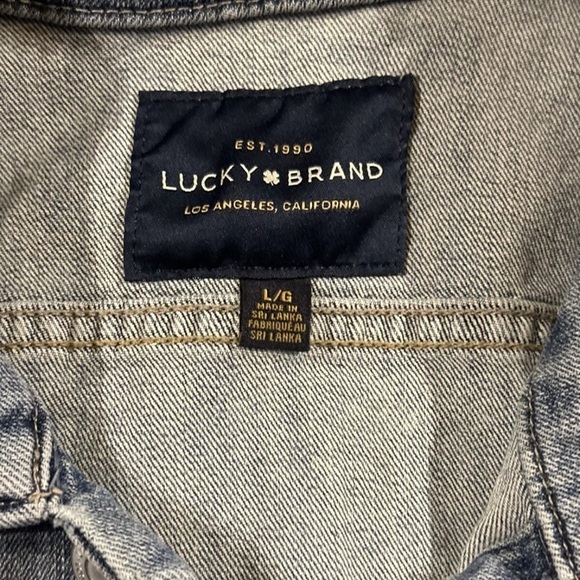 EST. 1990
LUCKY BRAND
LOS ANGELES, CALIFORNIA
L/G
MADE IN
SRI LANKA
FABRIQUÉ AU
SRI LANKA